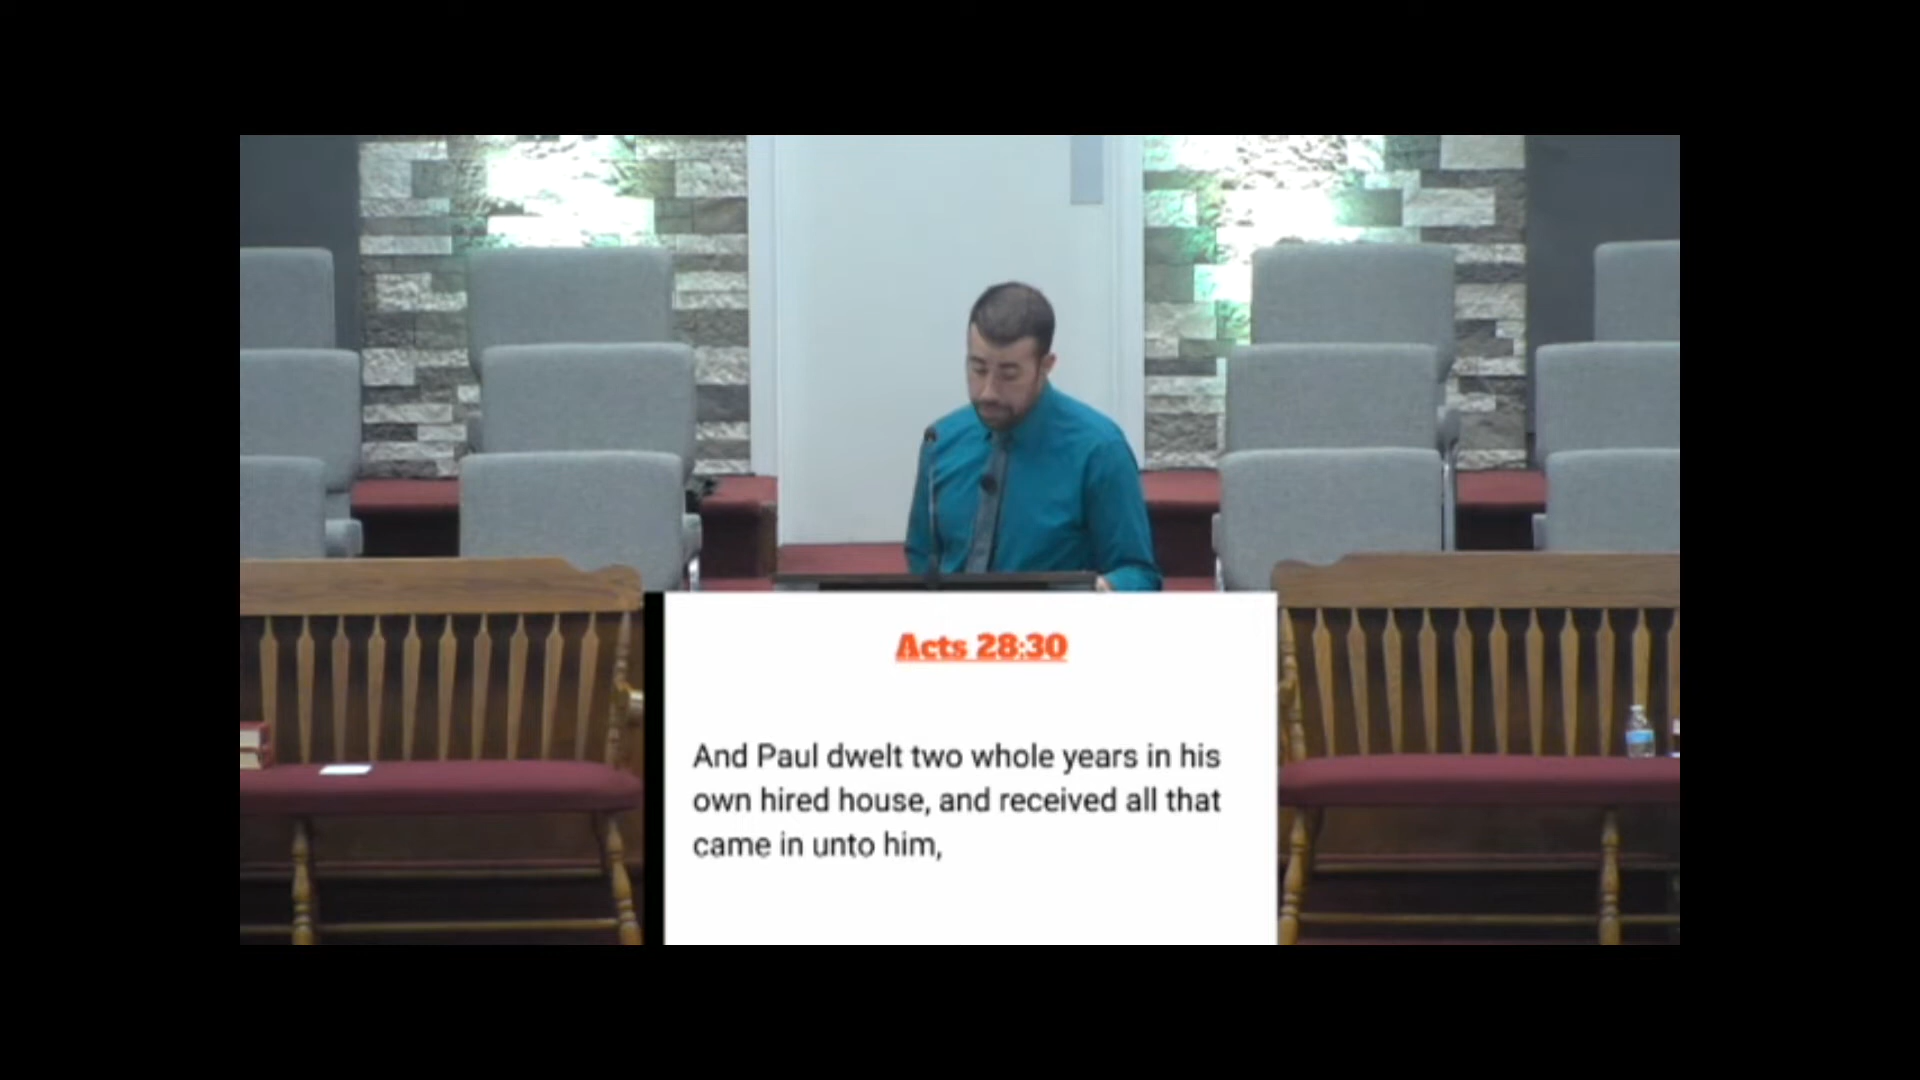 Acts 28:30
And Paul dwelt two whole years in his
own hired house, and received all that
came in unto him,